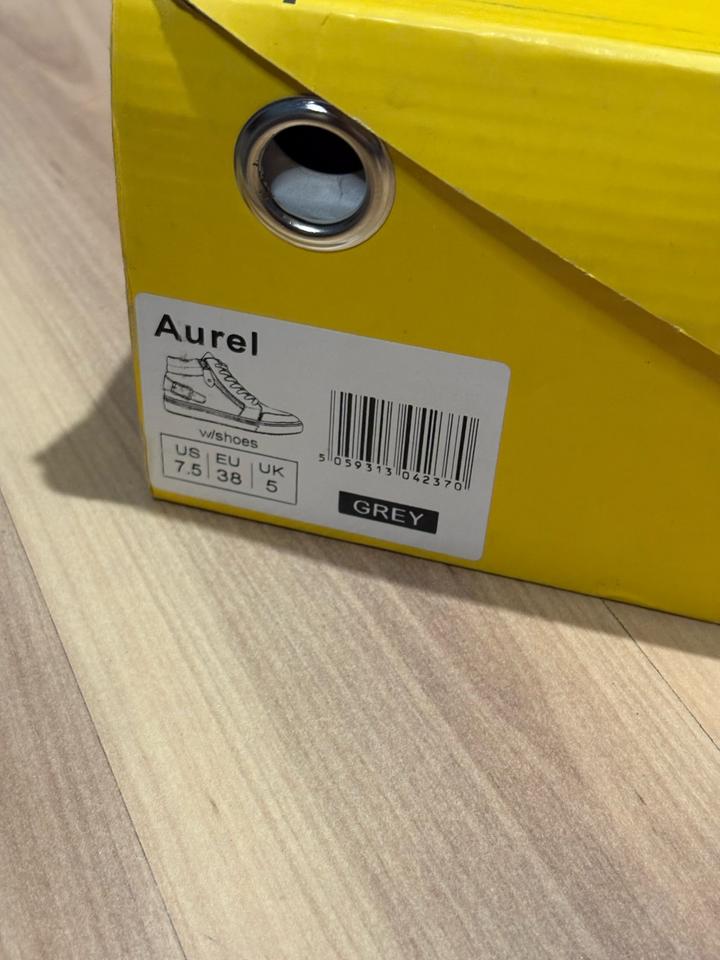 Aurel
w/shoes
US EU UK
7.5 38 5
5 059313 042370
GREY